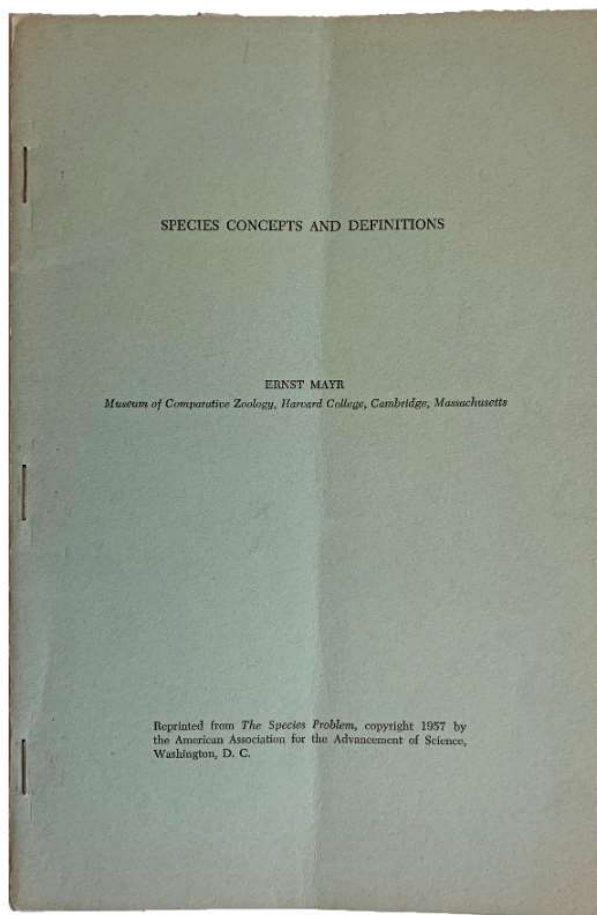 SPECIES CONCEPTS AND DEFINITIONS
ERNST MAYR
Museum of Comparative Zoology, Harvard College, Cambridge, Massachusetts
Reprinted from The Species Problem, copyright 1957 by
the American Association for the Advancement of Science,
Washington, D. C.